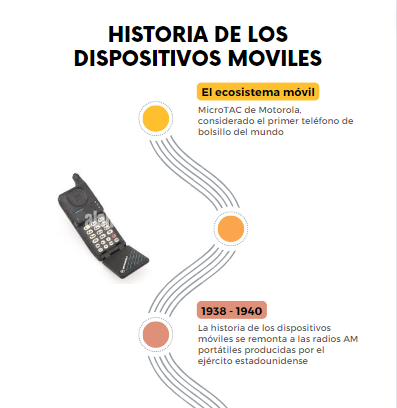 HISTORIA DE LOS
DISPOSITIVOS MOVILES
El ecosistema móvil
MicroTAC de Motorola,
considerado el primer teléfono de
bolsillo del mundo
1938 - 1940
La historia de los dispositivos
móviles se remonta a las radios AM
portátiles producidas por el
ejército estadounidense